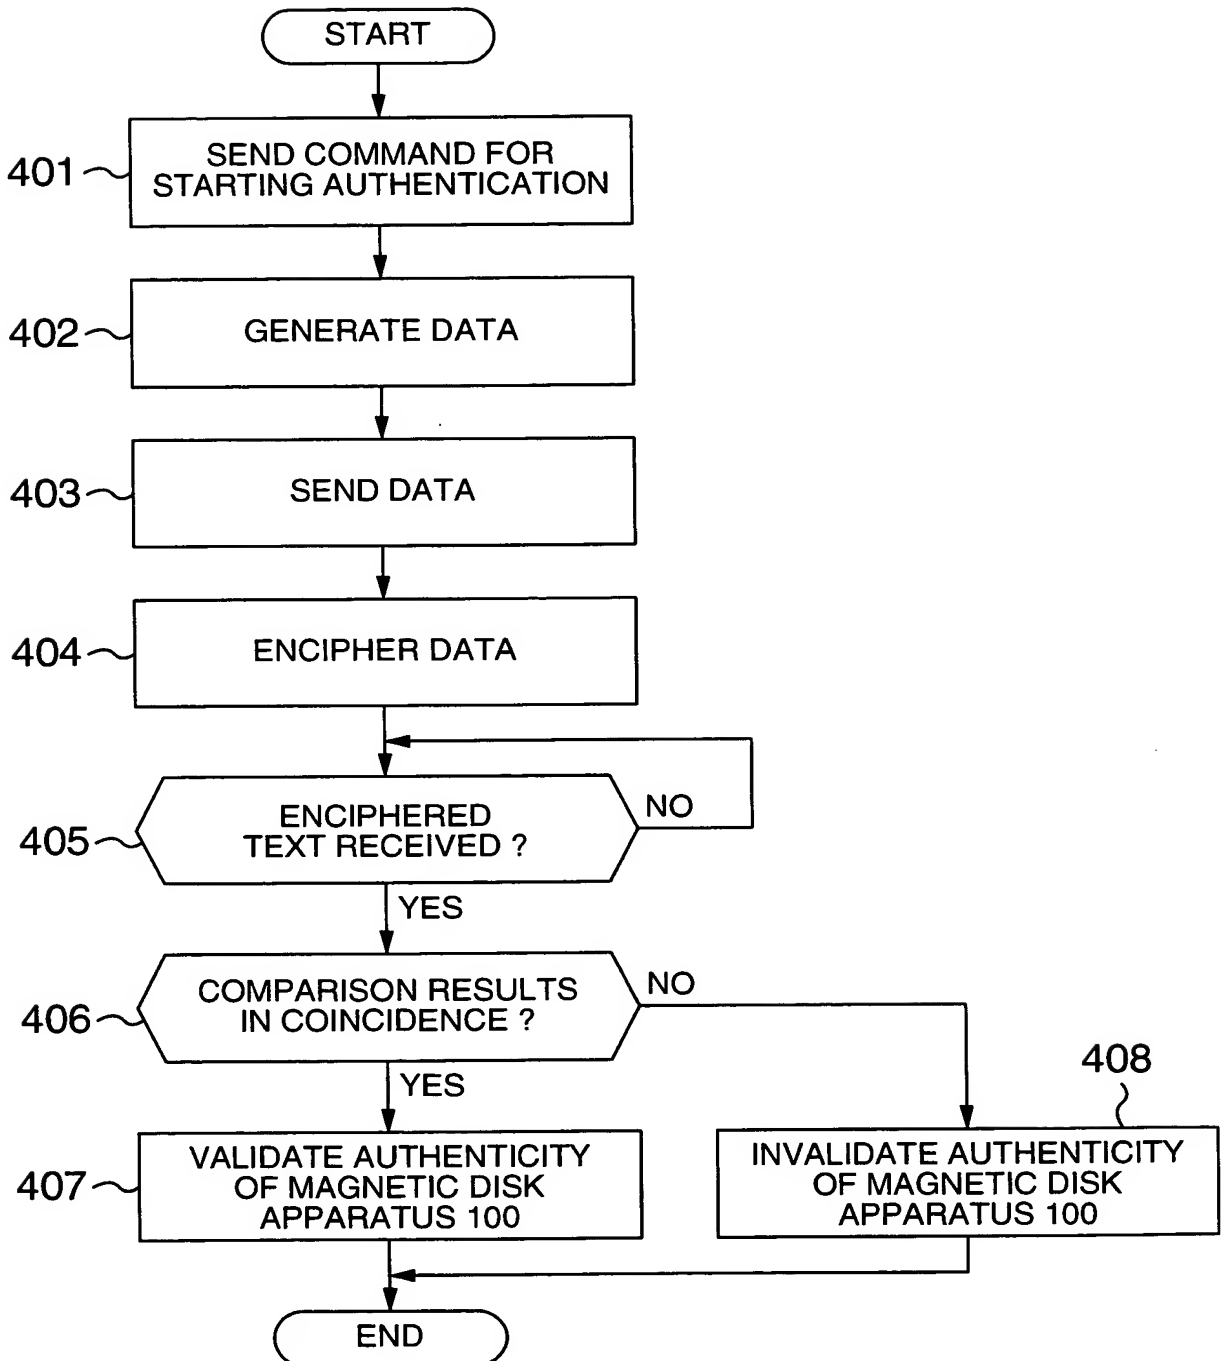 START
401
SEND COMMAND FOR
STARTING AUTHENTICATION
402
GENERATE DATA
403
SEND DATA
404
ENCIPHER DATA
405
ENCIPHERED
TEXT RECEIVED ?
NO
YES
406
COMPARISON RESULTS
IN COINCIDENCE ?
NO
YES
407
VALIDATE AUTHENTICITY
OF MAGNETIC DISK
APPARATUS 100
408
INVALIDATE AUTHENTICITY
OF MAGNETIC DISK
APPARATUS 100
END